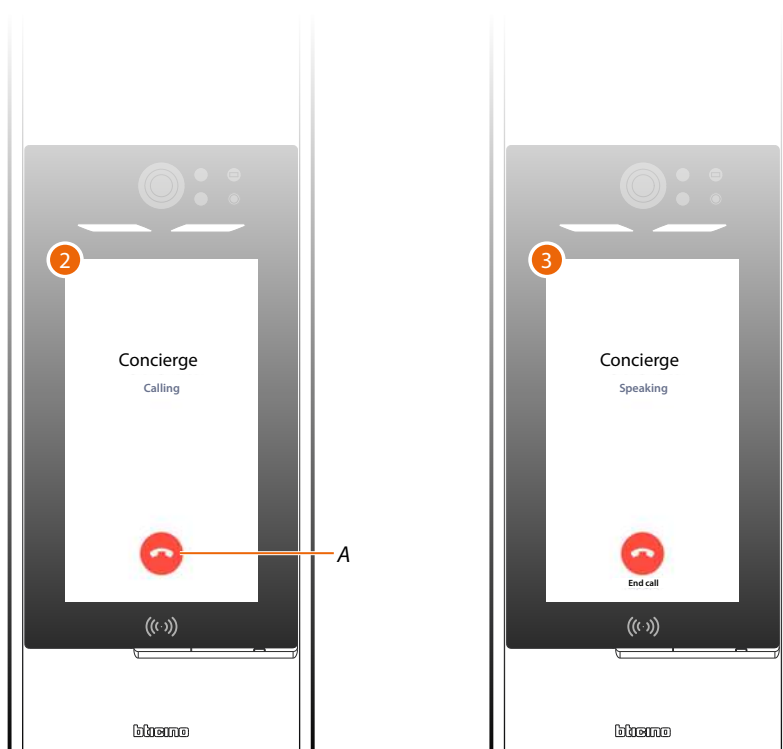 2
Concierge
Calling
A
bticino
3
Concierge
Speaking
End call
bticino